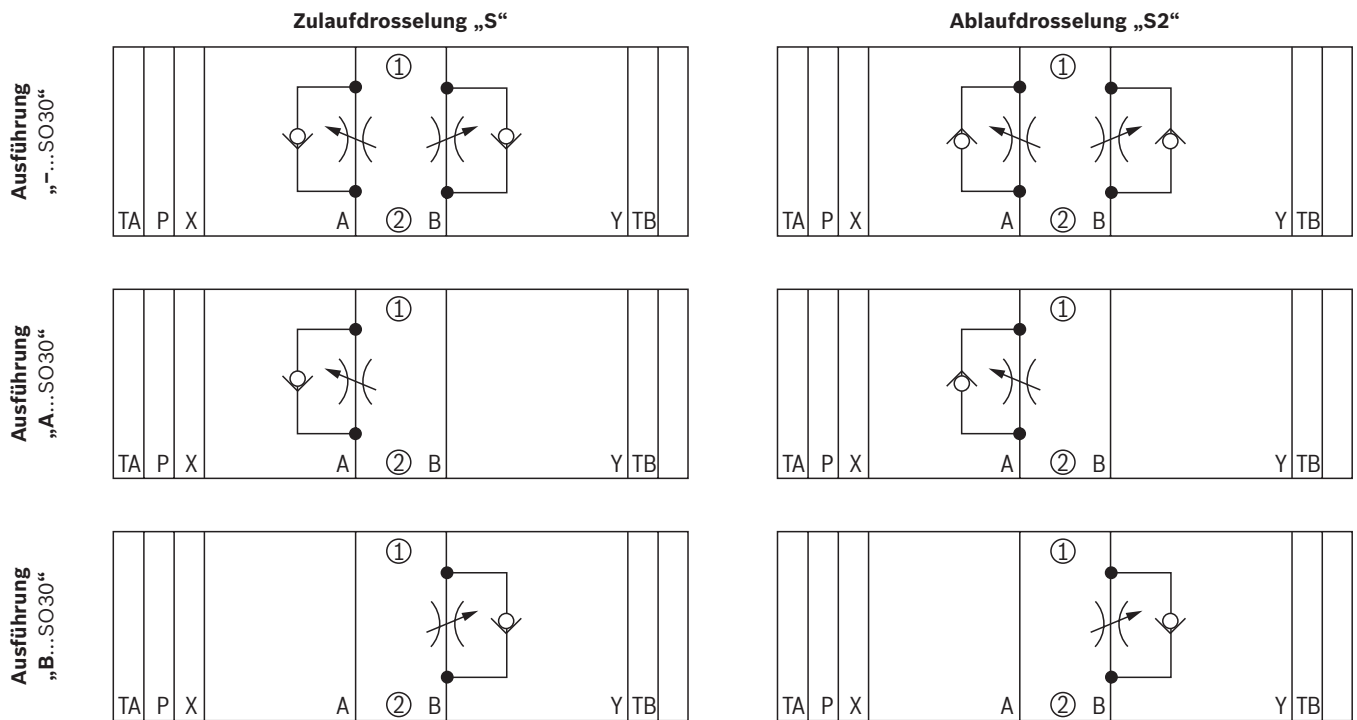 Zulaufdrosselung „S“
Ablaufdrosselung „S2“
Ausführung
„–...SO30“
① ①
TA P X A ② B Y TB
TA P X A ② B Y TB
Ausführung
„A...SO30“
① ①
TA P X A ② B Y TB
TA P X A ② B Y TB
Ausführung
„B...SO30“
① ①
TA P X A ② B Y TB
TA P X A ② B Y TB